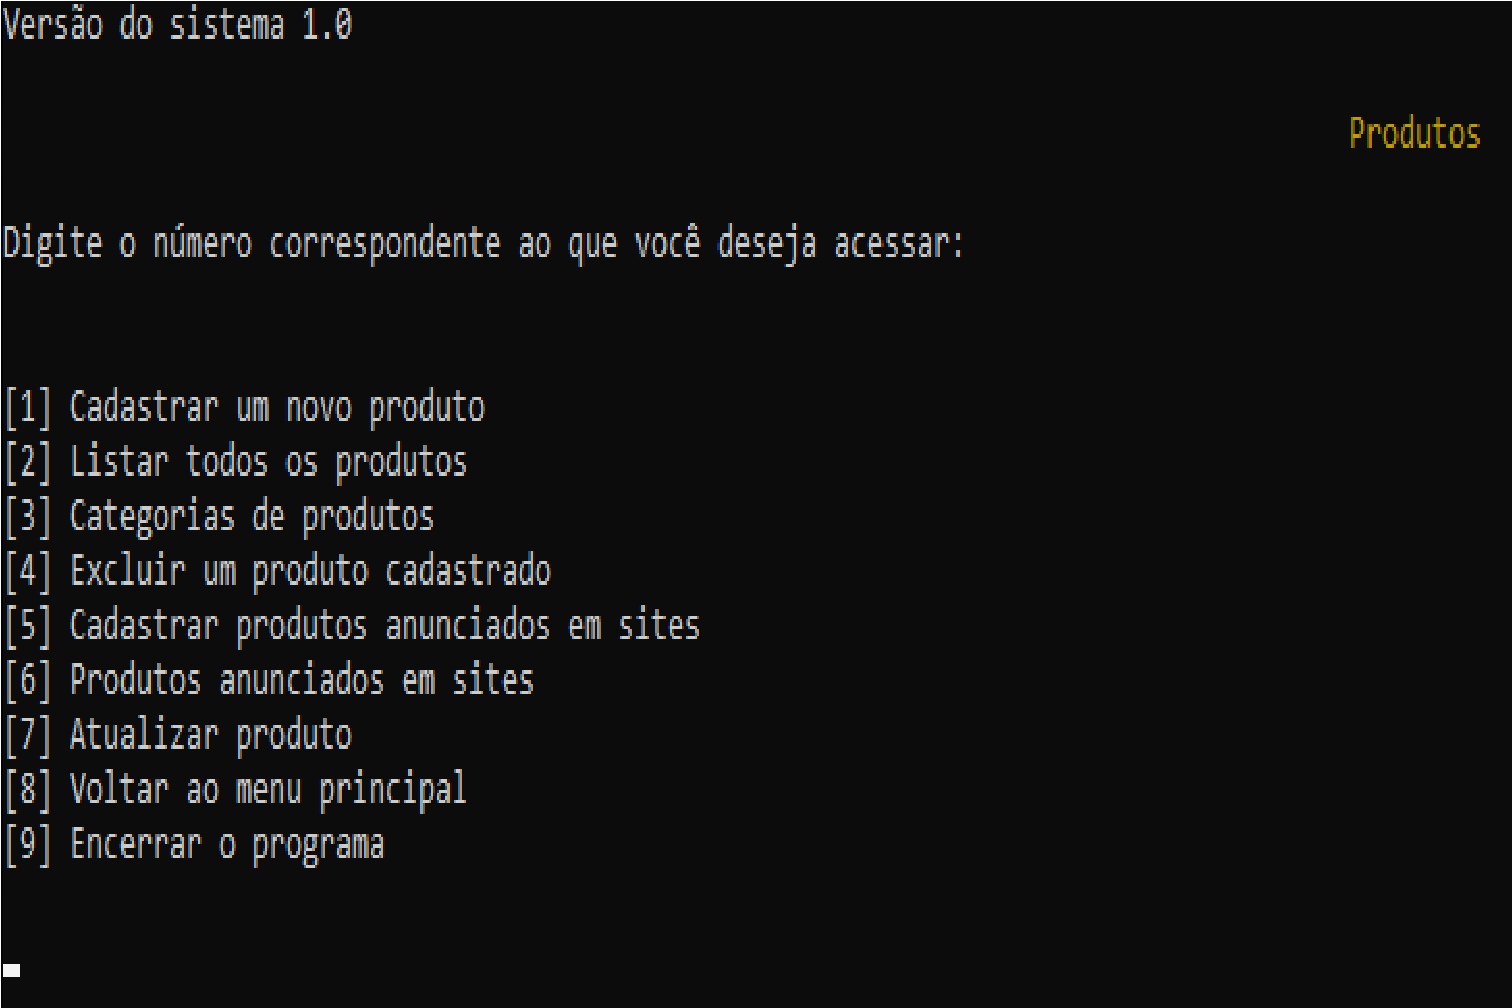 Versão do sistema 1.0
Produtos
Digite o número correspondente ao que você deseja acessar:
[1] Cadastrar um novo produto
[2] Listar todos os produtos
[3] Categorias de produtos
[4] Excluir um produto cadastrado
[5] Cadastrar produtos anunciados em sites
[6] Produtos anunciados em sites
[7] Atualizar produto
[8] Voltar ao menu principal
[9] Encerrar o programa